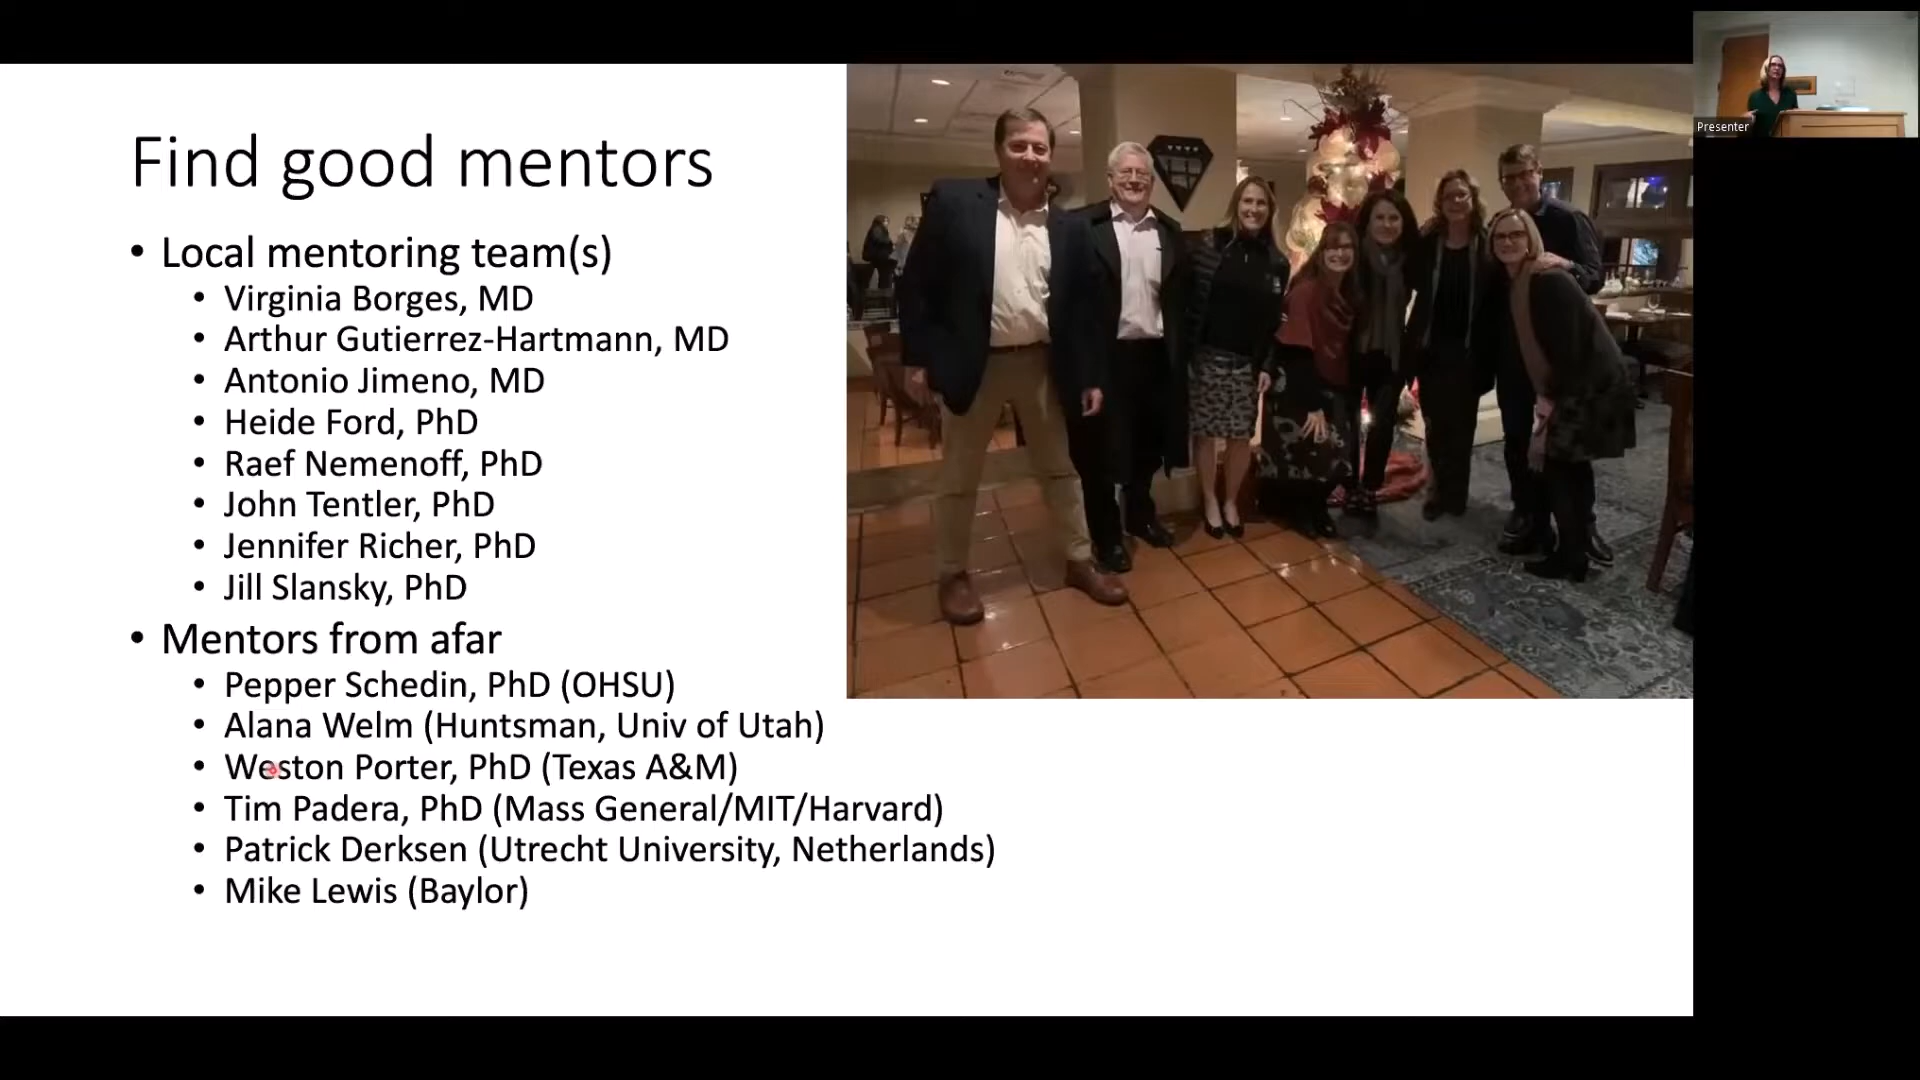 Find good mentors
• Local mentoring team(s)
• Virginia Borges, MD
• Arthur Gutierrez-Hartmann, MD
• Antonio Jimeno, MD
• Heide Ford, PhD
• Raef Nemenoff, PhD
• John Tentler, PhD
• Jennifer Richer, PhD
• Jill Slansky, PhD
• Mentors from afar
• Pepper Schedin, PhD (OHSU)
• Alana Welm (Huntsman, Univ of Utah)
• Weston Porter, PhD (Texas A&M)
• Tim Padera, PhD (Mass General/MIT/Harvard)
• Patrick Derksen (Utrecht University, Netherlands)
• Mike Lewis (Baylor)
Presenter